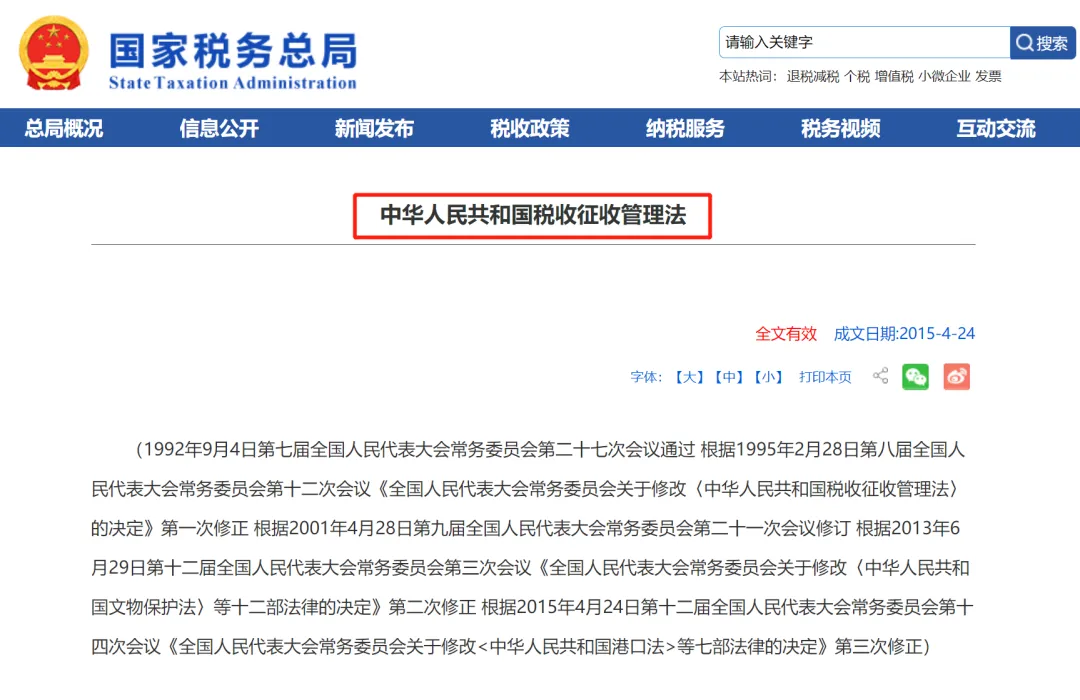 国家税务总局
State Taxation Administration
请输入关键字
搜索
本站热词： 退税减税 个税 增值税 小微企业 发票
总局概况 信息公开 新闻发布 税收政策 纳税服务 税务视频 互动交流
中华人民共和国税收征收管理法
全文有效 成文日期:2015-4-24
字体：【大】【中】【小】 打印本页
（1992年9月4日第七届全国人民代表大会常务委员会第二十七次会议通过 根据1995年2月28日第八届全国人
民代表大会常务委员会第十二次会议《全国人民代表大会常务委员会关于修改〈中华人民共和国税收征收管理法〉
的决定》第一次修正 根据2001年4月28日第九届全国人民代表大会常务委员会第二十一次会议修订 根据2013年6
月29日第十二届全国人民代表大会常务委员会第三次会议《全国人民代表大会常务委员会关于修改〈中华人民共和
国文物保护法〉等十二部法律的决定》第二次修正 根据2015年4月24日第十二届全国人民代表大会常务委员会第十
四次会议《全国人民代表大会常务委员会关于修改<中华人民共和国港口法>等七部法律的决定》第三次修正）